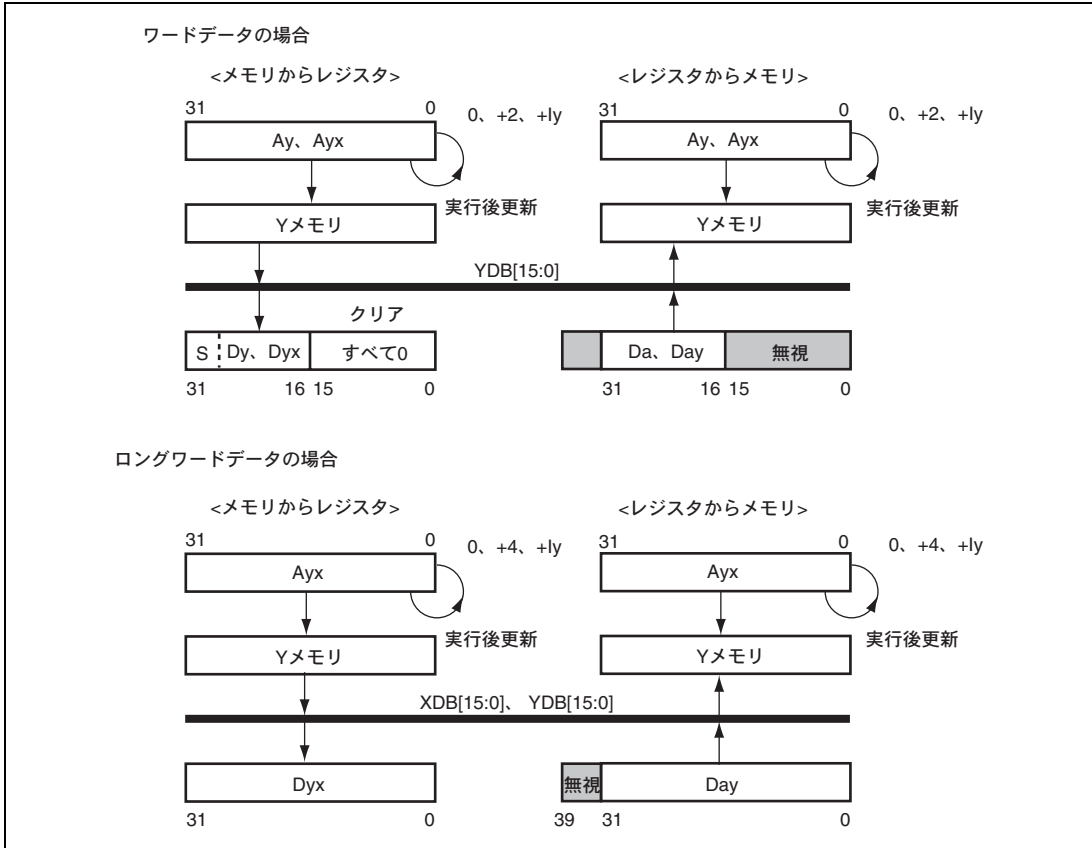 ワードデータの場合
<メモリからレジスタ> <レジスタからメモリ>
31 0 0、+2、+Iy 31 0 0、+2、+Iy
Ay、Ayx Ay、Ayx
実行後更新 実行後更新
Yメモリ Yメモリ
YDB[15:0]
クリア
S Dy、Dyx すべて0 Da、Day 無視
31 16 15 0 31 16 15 0
ロングワードデータの場合
<メモリからレジスタ> <レジスタからメモリ>
31 0 0、+4、+Iy 31 0 0、+4、+Iy
Ayx Ayx
実行後更新 実行後更新
Yメモリ Yメモリ
XDB[15:0]、 YDB[15:0]
Dyx 無視 Day
31 0 39 31 0